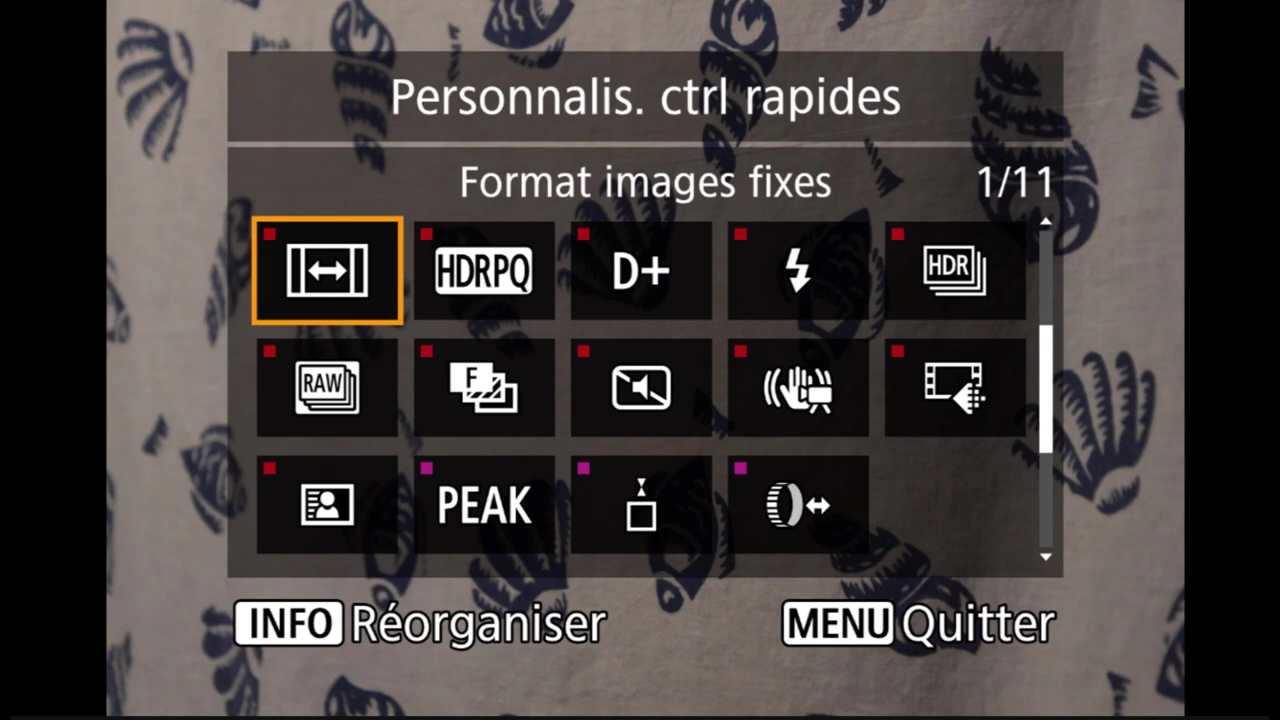 Personnalis. ctrl rapides
Format images fixes 1/11
HDRPQ D+ HDR
RAW F
PEAK
INFO Réorganiser MENU Quitter